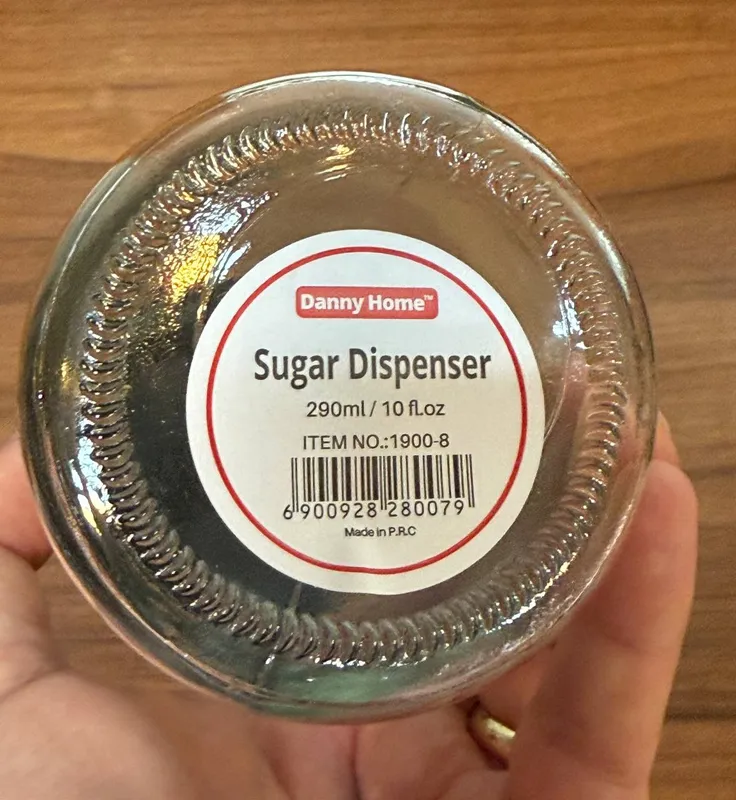 Danny Home™
Sugar Dispenser
290ml / 10 fl.oz
ITEM NO.:1900-8
6 900928 280079
Made in P.R.C